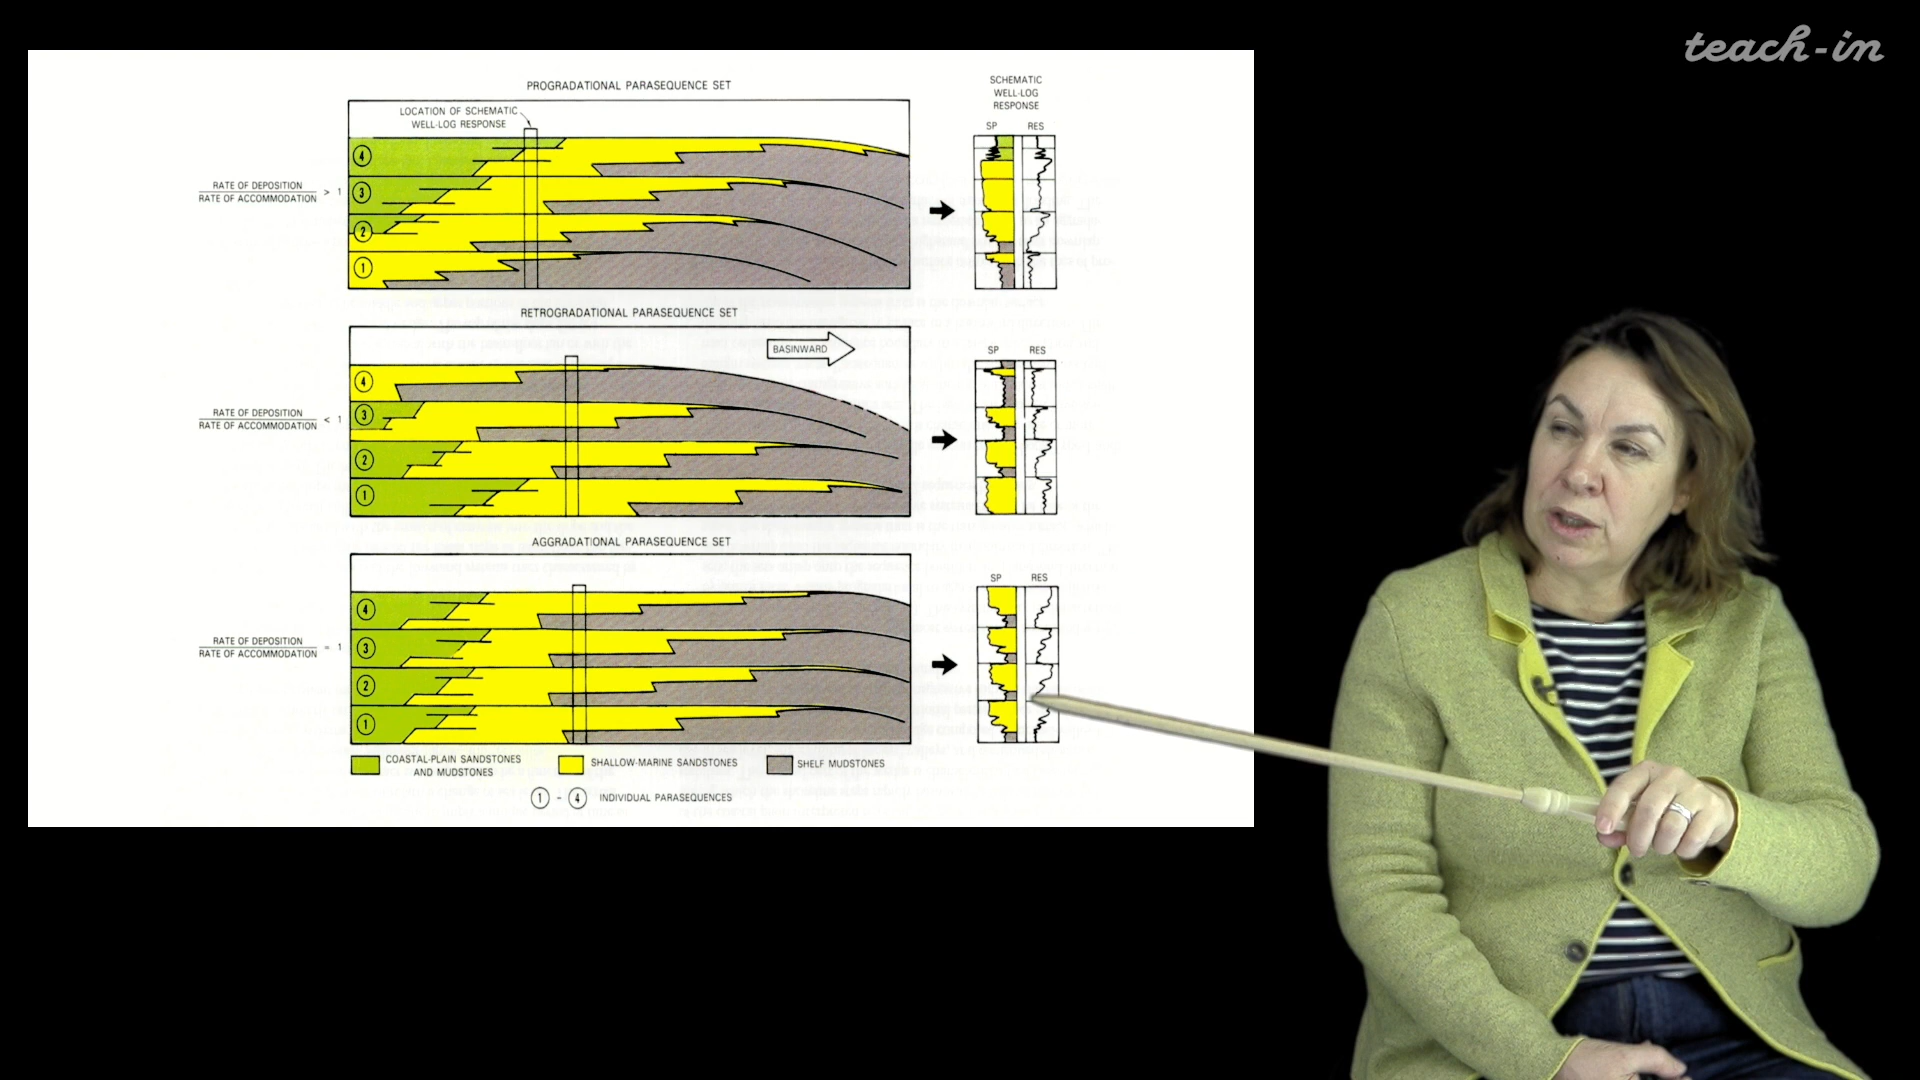 teach-in
PROGRADATIONAL PARASEQUENCE SET
SCHEMATIC
WELL-LOG
RESPONSE
LOCATION OF SCHEMATIC
WELL-LOG RESPONSE
SP RES
4
3
2
1
RATE OF DEPOSITION
RATE OF ACCOMMODATION > 1
RETROGRADATIONAL PARASEQUENCE SET
BASINWARD
SP RES
4
3
2
1
RATE OF DEPOSITION
RATE OF ACCOMMODATION < 1
AGGRADATIONAL PARASEQUENCE SET
SP RES
4
3
2
1
RATE OF DEPOSITION
RATE OF ACCOMMODATION = 1
COASTAL-PLAIN SANDSTONES
AND MUDSTONES
SHALLOW-MARINE SANDSTONES
SHELF MUDSTONES
1 - 4 INDIVIDUAL PARASEQUENCES